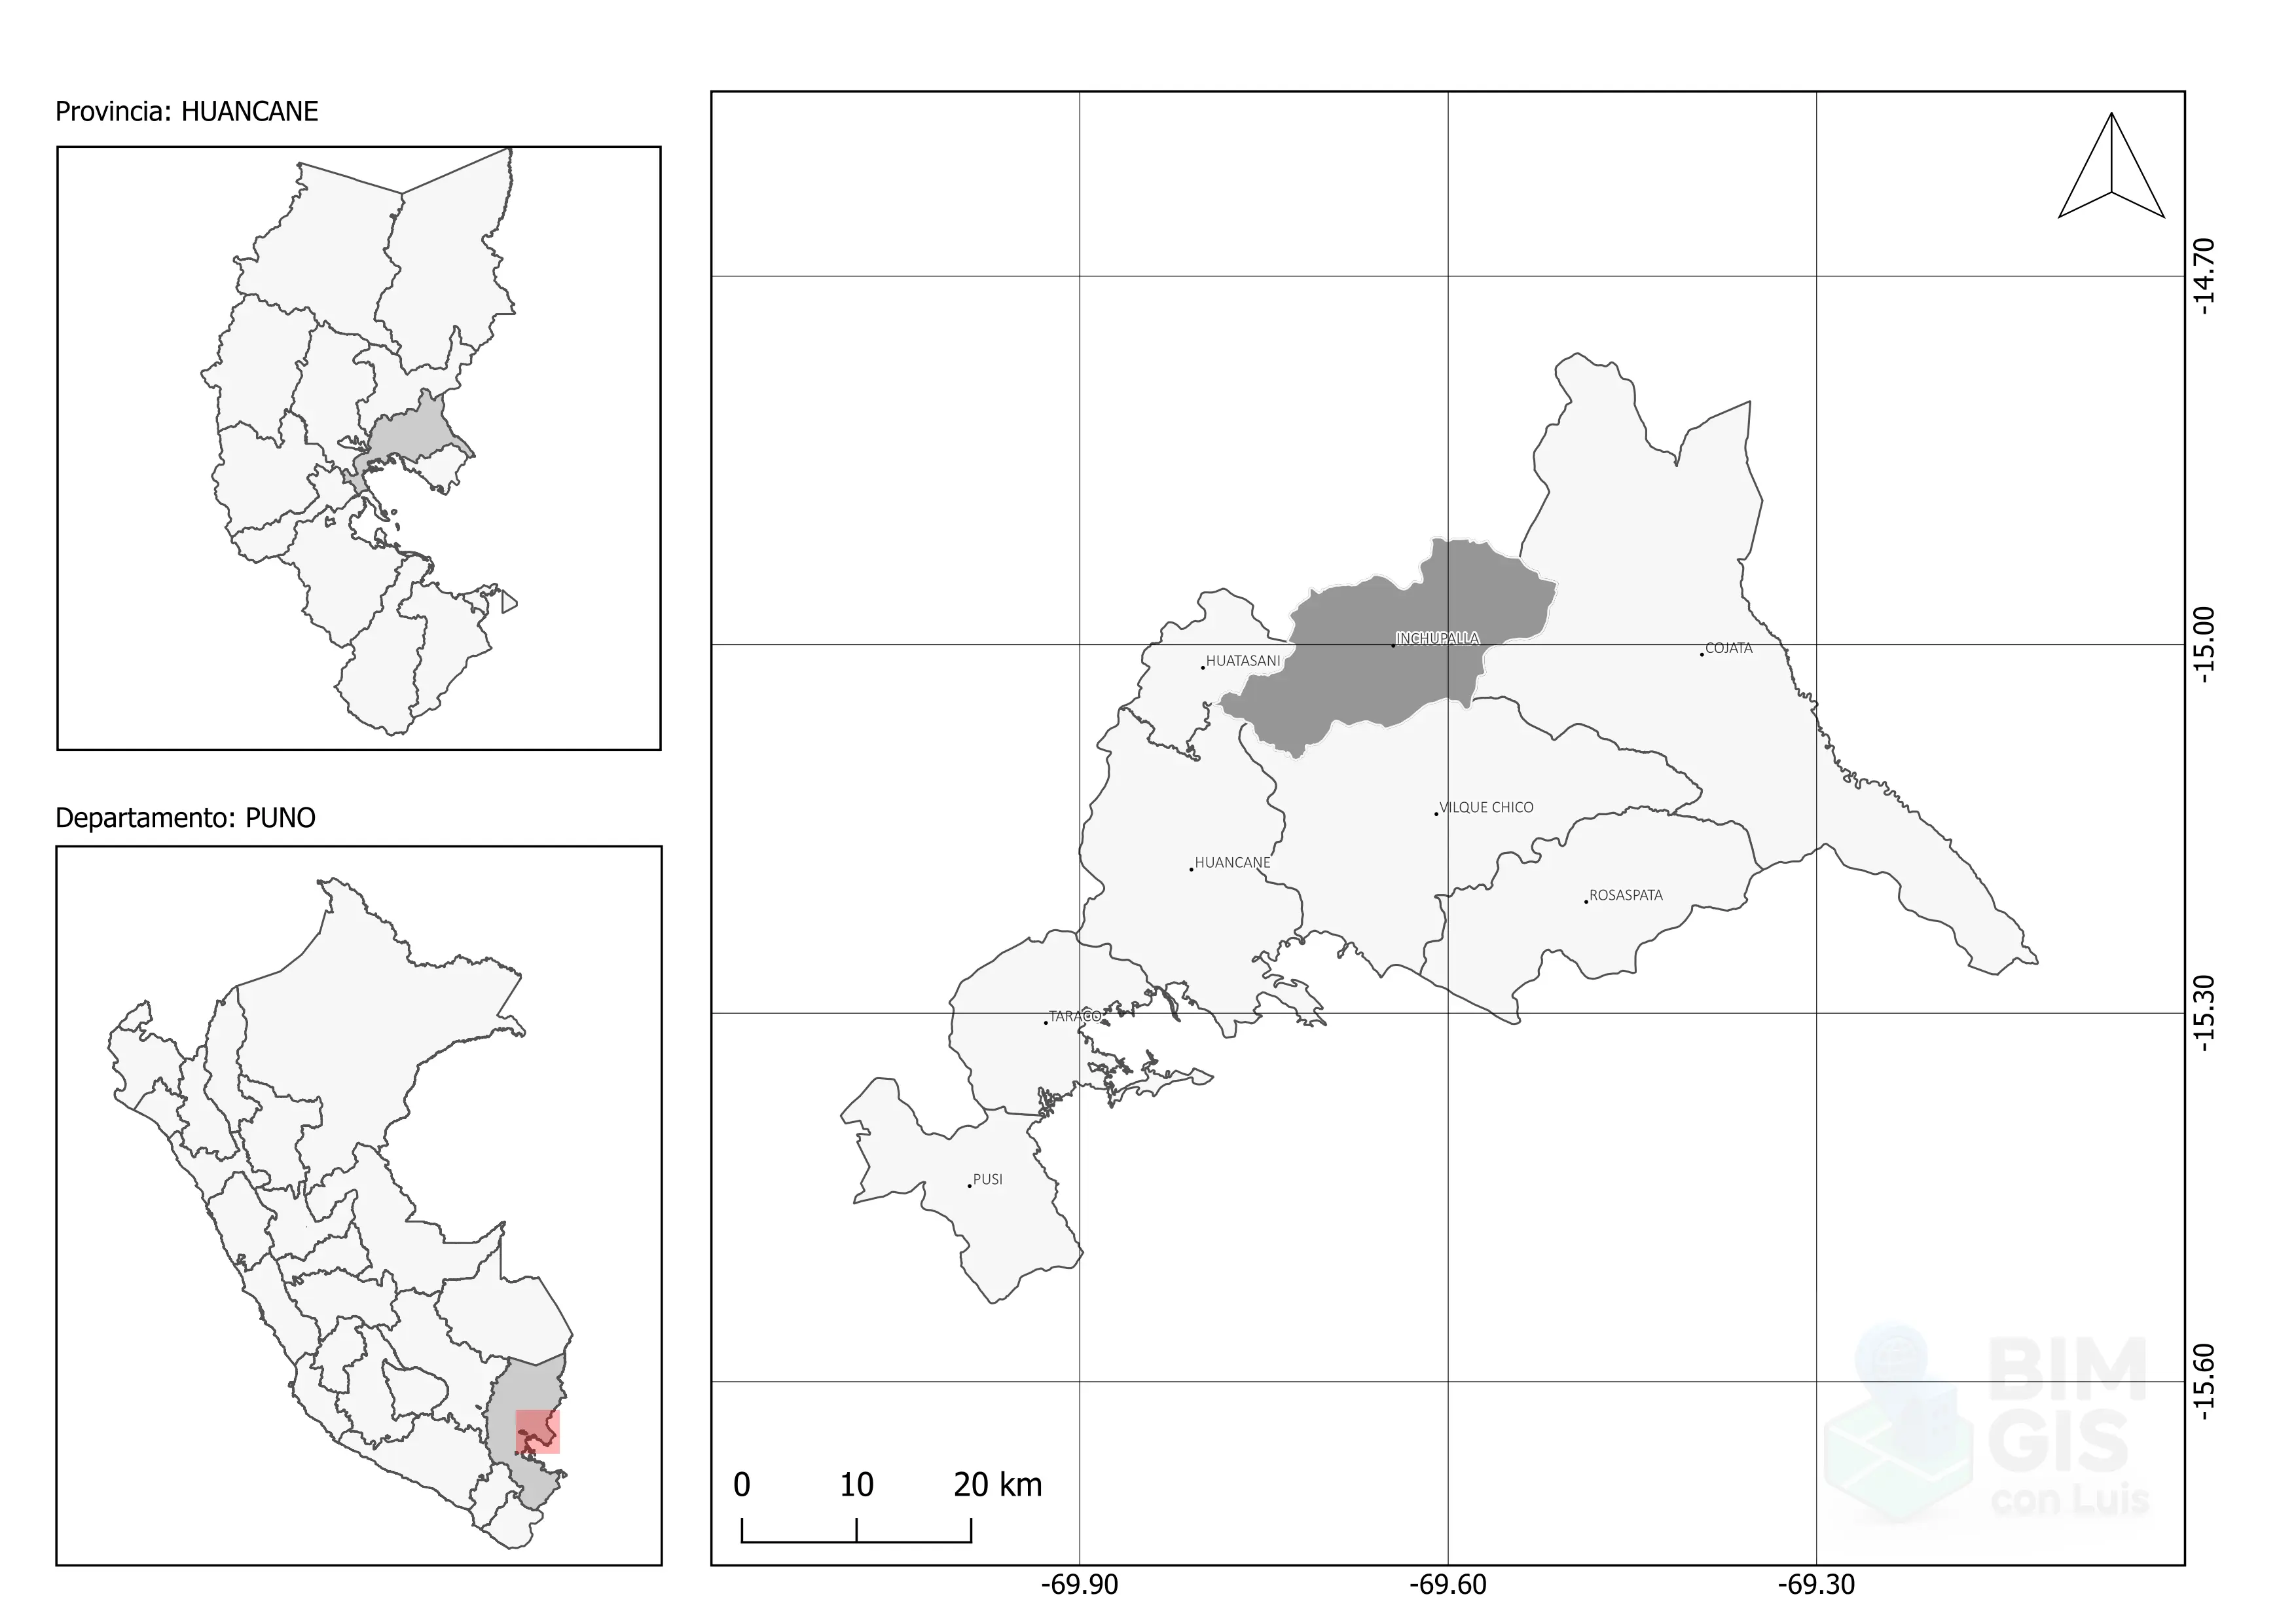 Provincia: HUANCANE
Departamento: PUNO
-14.70
-15.00
-15.30
-15.60
INCHUPALLA
HUATASANI
COJATA
VILQUE CHICO
HUANCANE
ROSASPATA
TARACO
PUSI
0 10 20 km
-69.90 -69.60 -69.30
BIM
GIS
con Luis